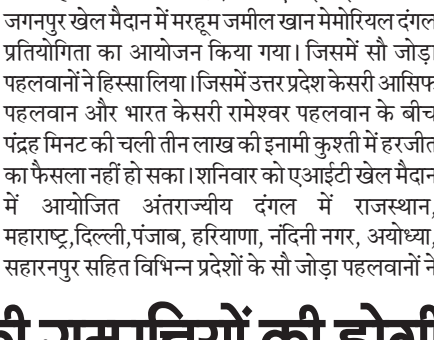 जगनपुर खेल मैदान में मरहूम जमील खान मेमोरियल दंगल
प्रतियोगिता का आयोजन किया गया। जिसमें सौ जोड़ा
पहलवानों ने हिस्सा लिया।जिसमें उत्तर प्रदेश केसरी आसिफ
पहलवान और भारत केसरी रामेश्वर पहलवान के बीच
पंद्रह मिनट की चली तीन लाख की इनामी कुश्ती में हरजीत
का फैसला नहीं हो सका।शनिवार को एआईटी खेल मैदान
में आयोजित अंतराज्यीय दंगल में राजस्थान,
महाराष्ट्र,दिल्ली,पंजाब, हरियाणा, नंदिनी नगर, अयोध्या,
सहारनपुर सहित विभिन्न प्रदेशों के सौ जोड़ा पहलवानों ने
की